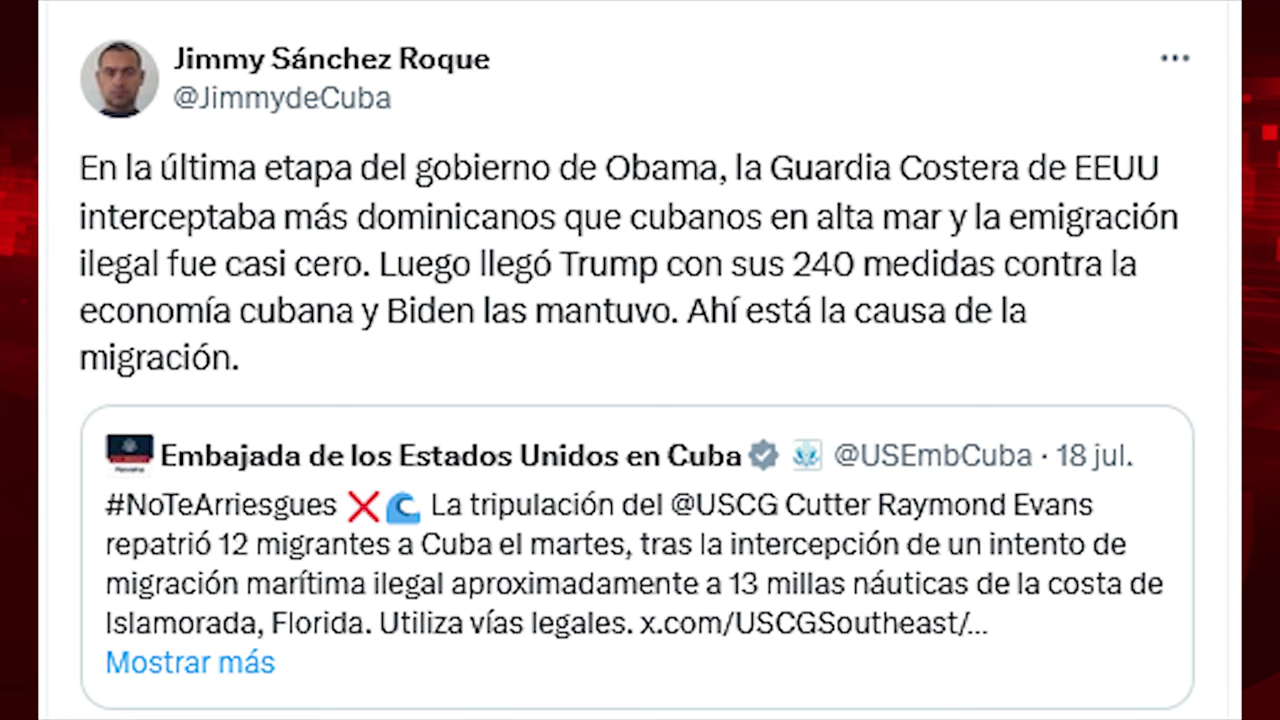 Jimmy Sánchez Roque
@JimmydeCuba
En la última etapa del gobierno de Obama, la Guardia Costera de EEUU
interceptaba más dominicanos que cubanos en alta mar y la emigración
ilegal fue casi cero. Luego llegó Trump con sus 240 medidas contra la
economía cubana y Biden las mantuvo. Ahí está la causa de la
migración.
Embajada de los Estados Unidos en Cuba @USEmbCuba · 18 jul.
#NoTeArriesgues ❌🌊 La tripulación del @USCG Cutter Raymond Evans
repatrió 12 migrantes a Cuba el martes, tras la intercepción de un intento de
migración marítima ilegal aproximadamente a 13 millas náuticas de la costa de
Islamorada, Florida. Utiliza vías legales. x.com/USCGSoutheast/...
Mostrar más